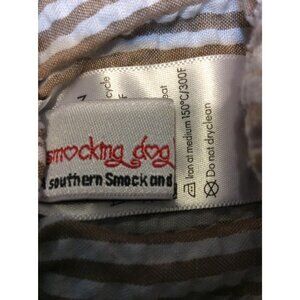 smocking dog
southern Smock and
Iron at medium 150°C/300F
Do not dryclean